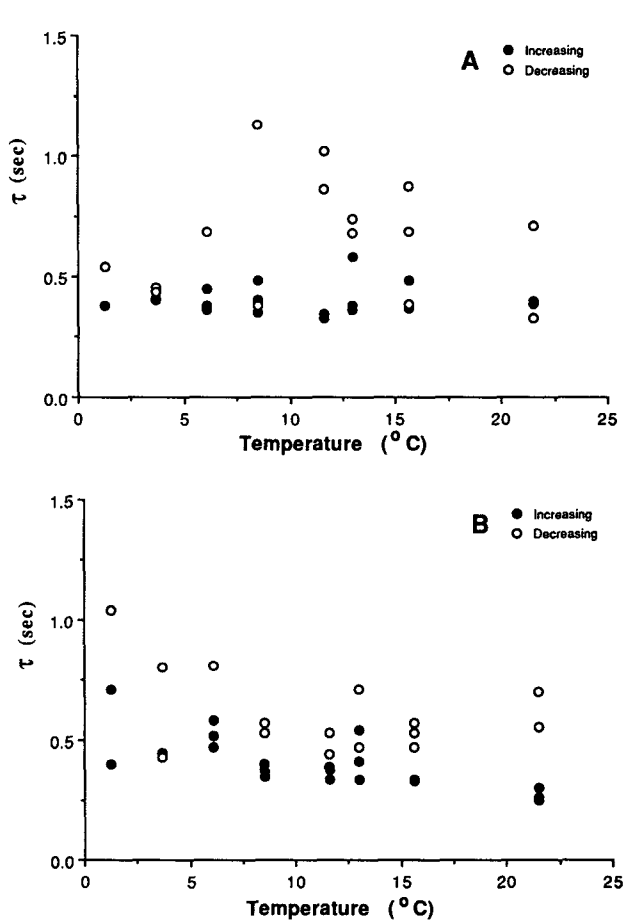 1.5
A
Increasing
Decreasing
1.0
τ (sec)
0.5
0.0
0 5 10 15 20 25
Temperature (°C)
1.5
B
Increasing
Decreasing
1.0
τ (sec)
0.5
0.0
0 5 10 15 20 25
Temperature (°C)